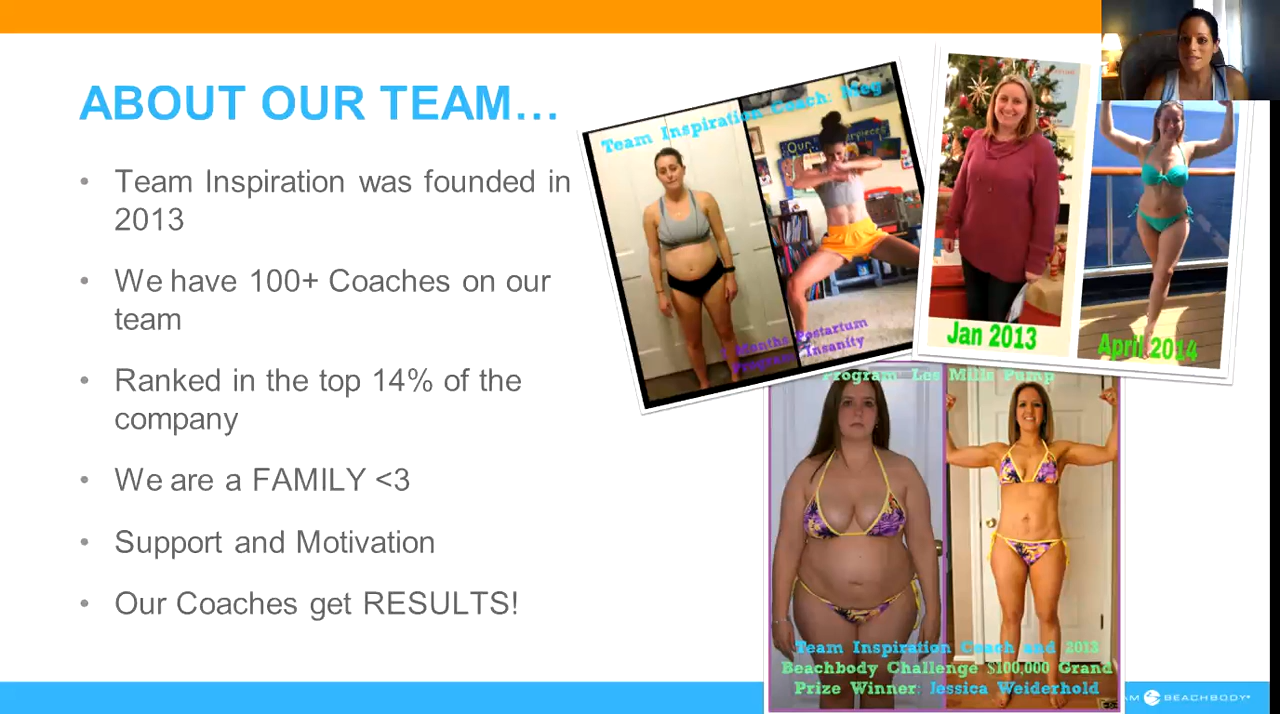 ABOUT OUR TEAM...
• Team Inspiration was founded in
2013
• We have 100+ Coaches on our
team
• Ranked in the top 14% of the
company
• We are a FAMILY <3
• Support and Motivation
• Our Coaches get RESULTS!
Team Inspiration Coach: Meg
Our
Months Postartum
Program: Insanity
Jan 2013
April 2014
Program: Les Mills Pump
Team Inspiration Coach and 2013
Beachbody Challenge $100,000 Grand
Prize Winner: Jessica Weiderhold
AM BEACHBODY